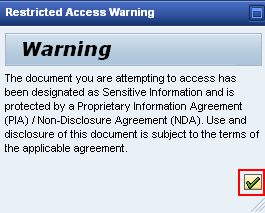 Restricted Access Warning
Warning
The document you are attempting to access has
been designated as Sensitive Information and is
protected by a Proprietary Information Agreement
(PIA) / Non-Disclosure Agreement (NDA). Use and
disclosure of this document is subject to the terms of
the applicable agreement.